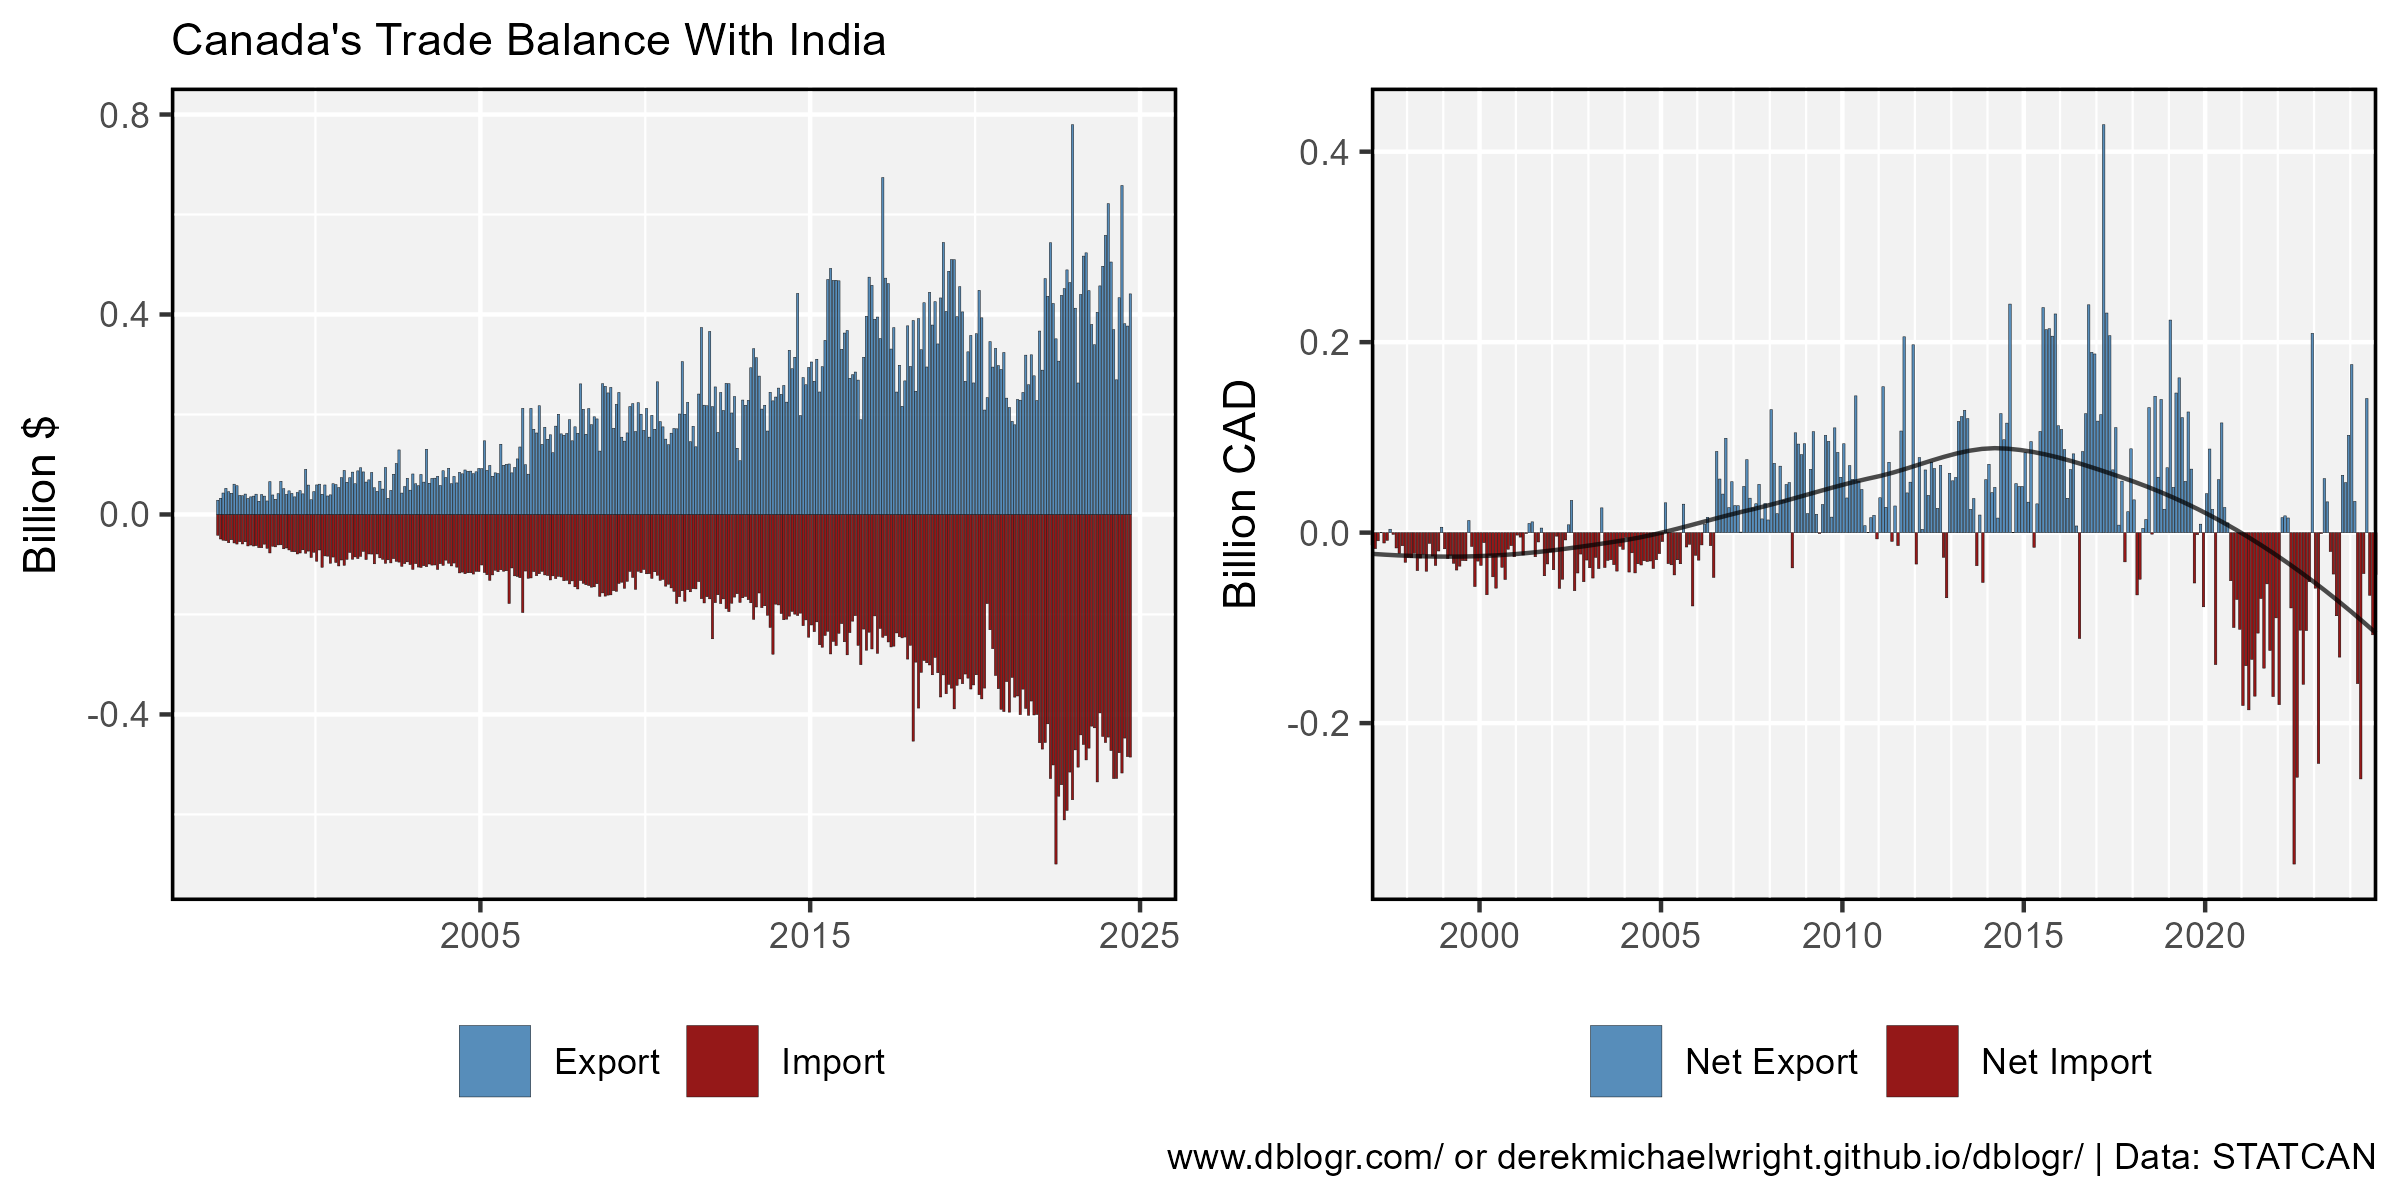 Canada's Trade Balance With India
Billion $
0.8
0.4
0.0
-0.4
2005 2015 2025
Export Import
Billion CAD
0.4
0.2
0.0
-0.2
2000 2005 2010 2015 2020
Net Export Net Import
www.dblogr.com/ or derekmichaelwright.github.io/dblogr/ | Data: STATCAN